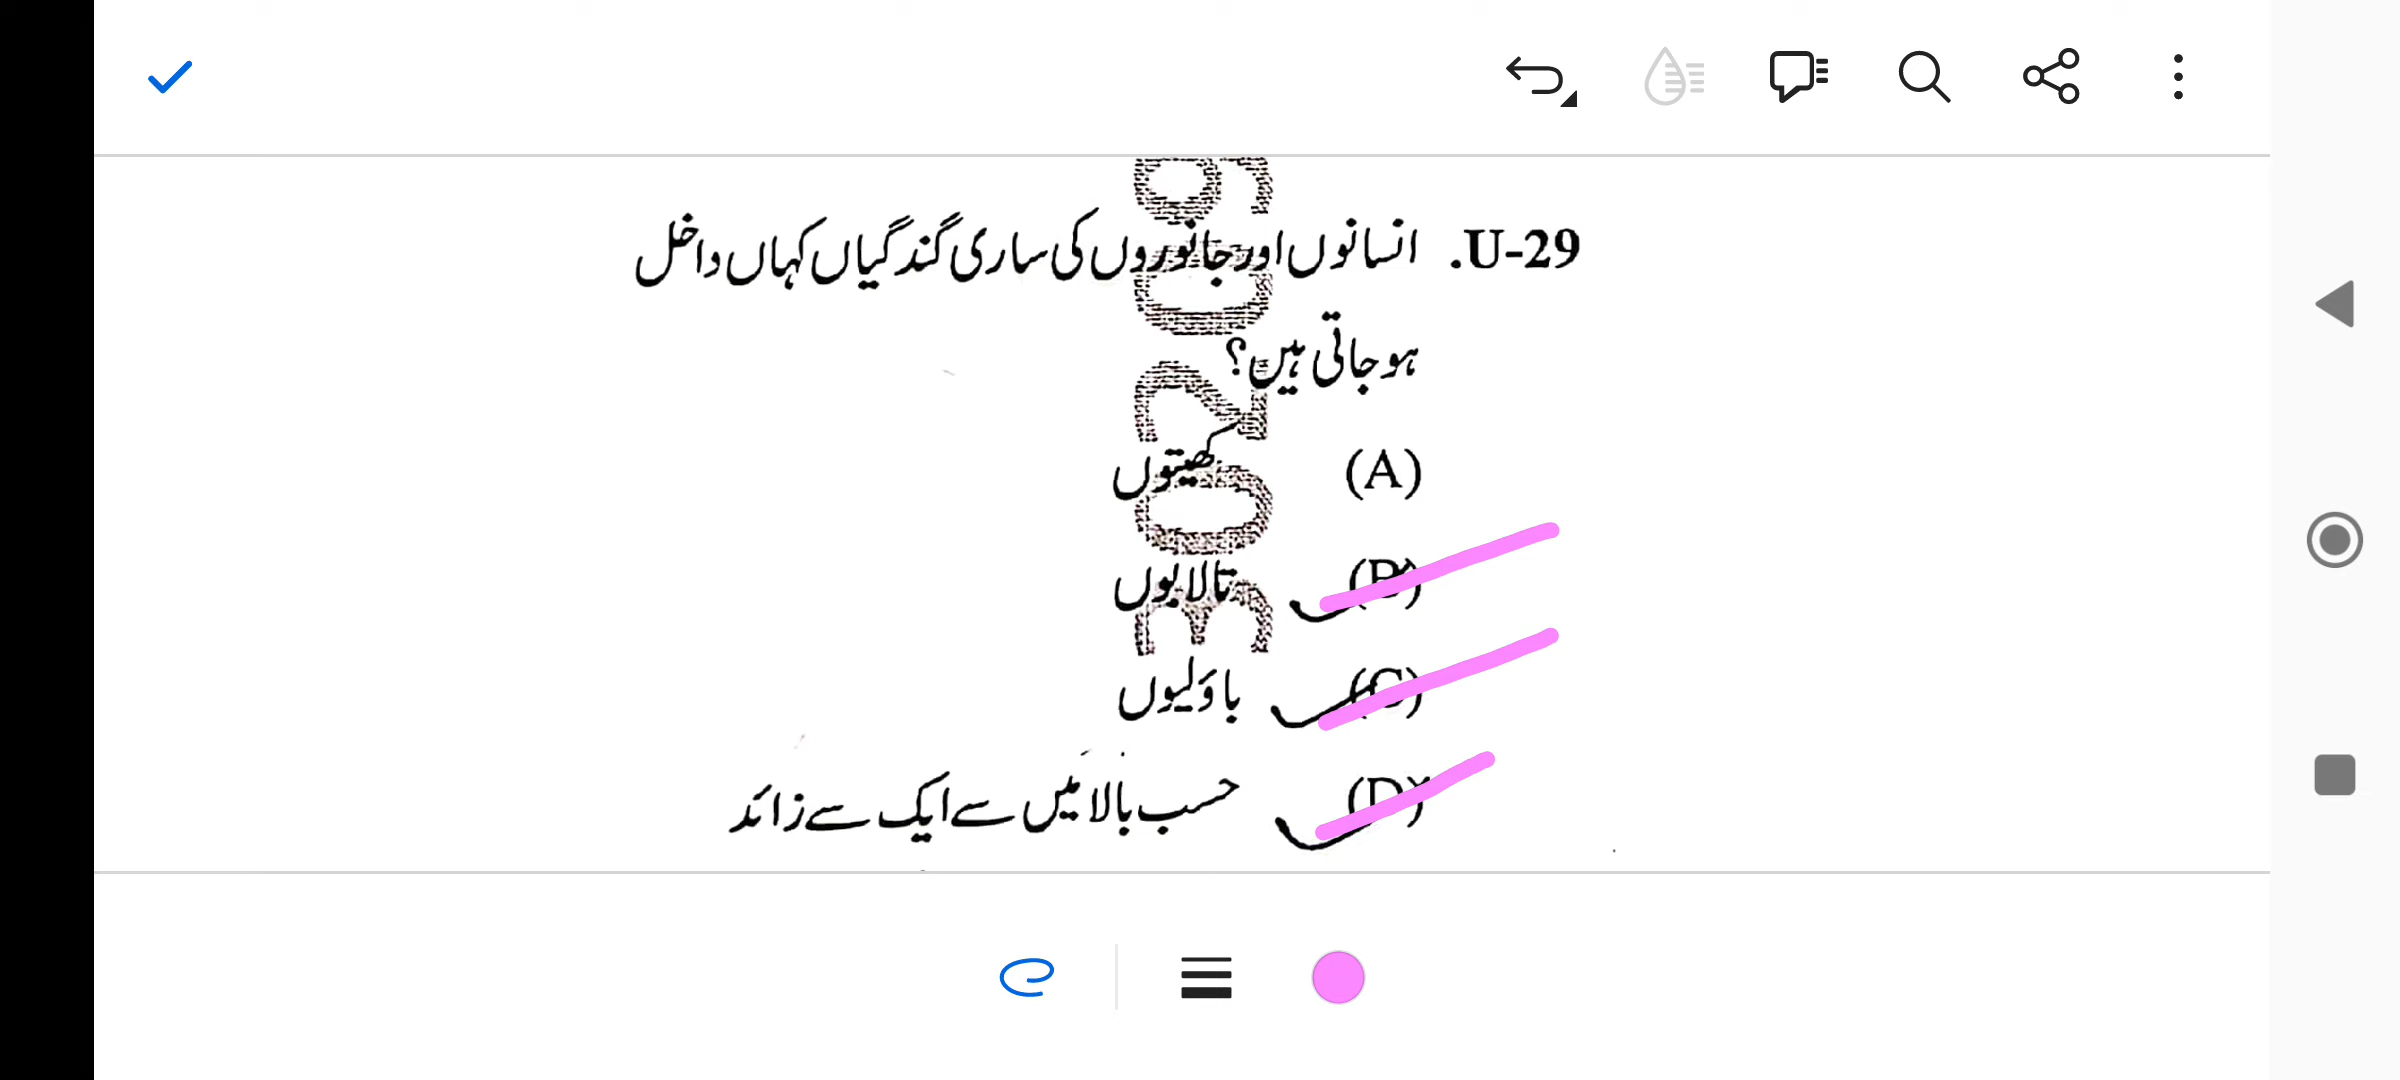 U-29. انسانوں اور جانوروں کی ساری گندگیاں کہاں داخل
ہو جاتی ہیں؟
(A) کھیتوں
(B) تالابوں
(C) باؤلیوں
(D) حسب بالا میں سے ایک سے زائد